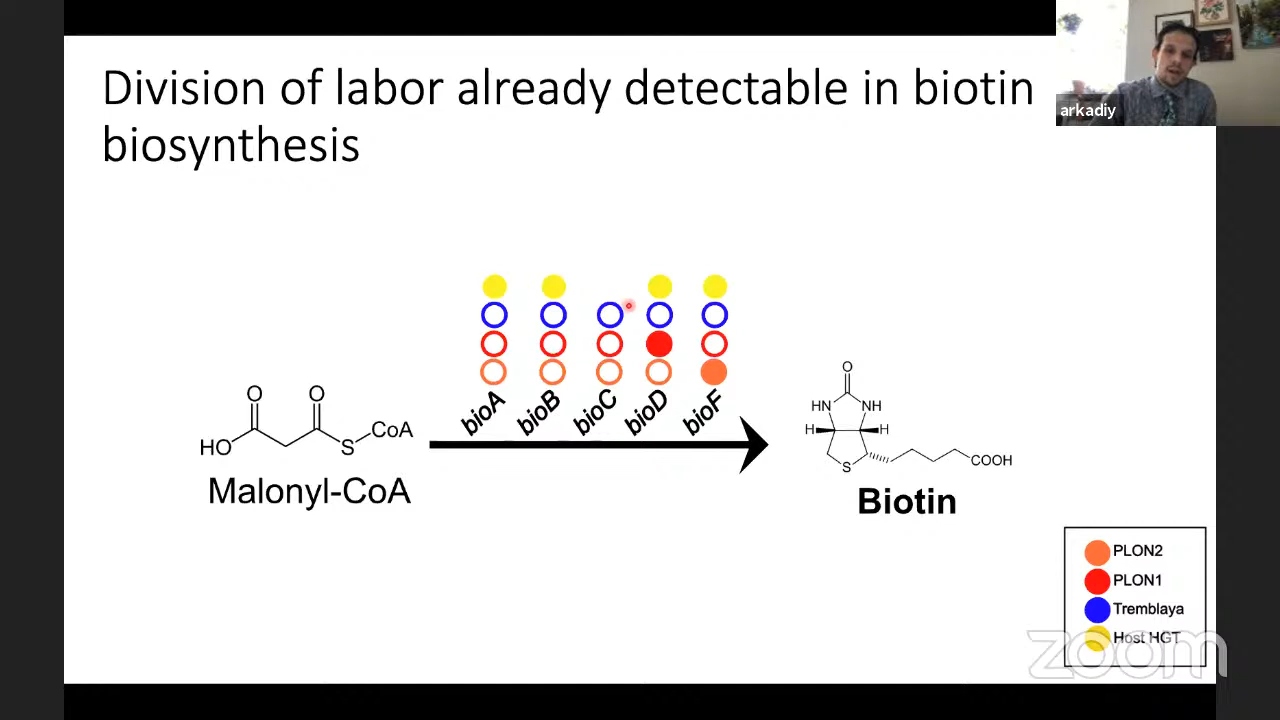 Division of labor already detectable in biotin
biosynthesis
arkadiy
bioA bioB bioC bioD bioF
O O
HO S CoA
Malonyl-CoA
O
HN NH
H H
S COOH
Biotin
PLON2
PLON1
Tremblaya
Host HGT
zoom